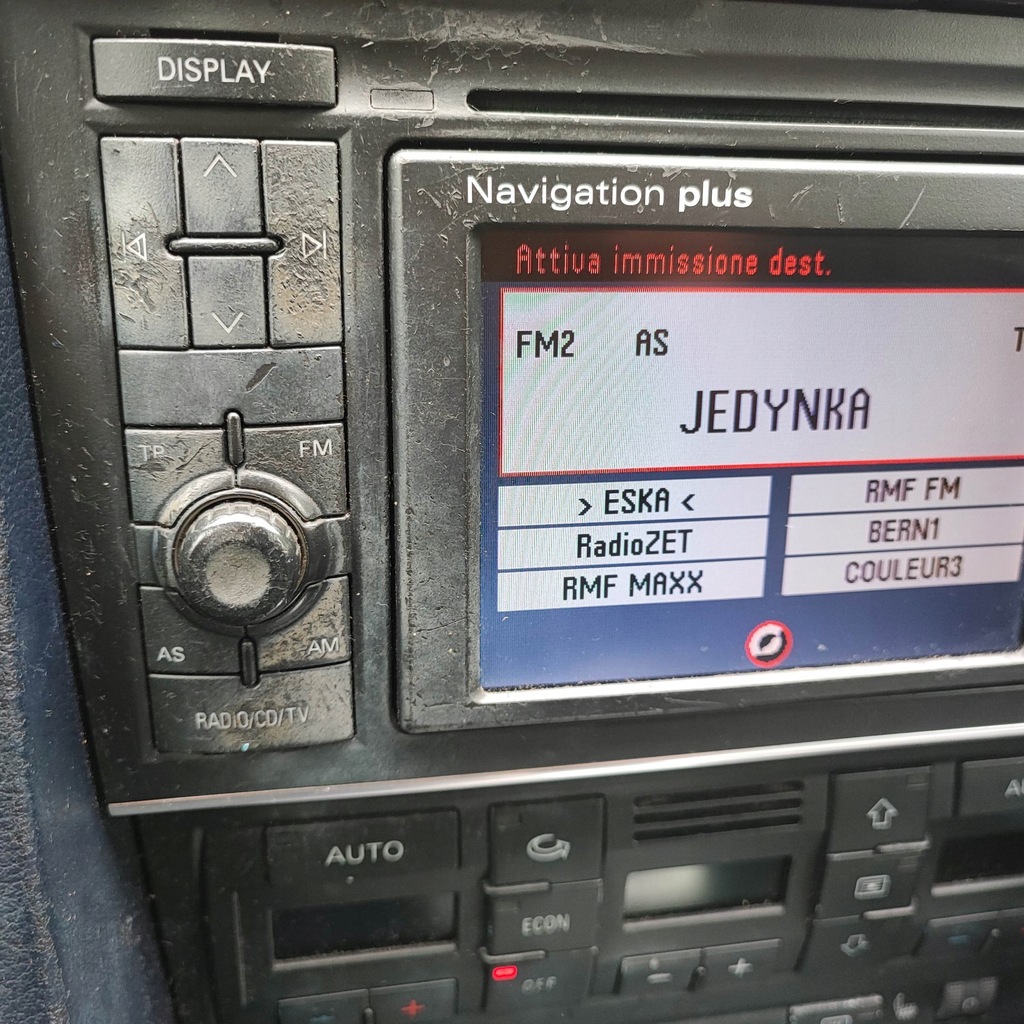 DISPLAY
Navigation plus
Attiva immissione dest.
FM2 AS T
JEDYNKA
> ESKA < RMF FM
RadioZET BERN1
RMF MAXX COULEUR3
TP FM
AS AM
RADIO/CD/TV
AUTO
ECON
OFF
AU